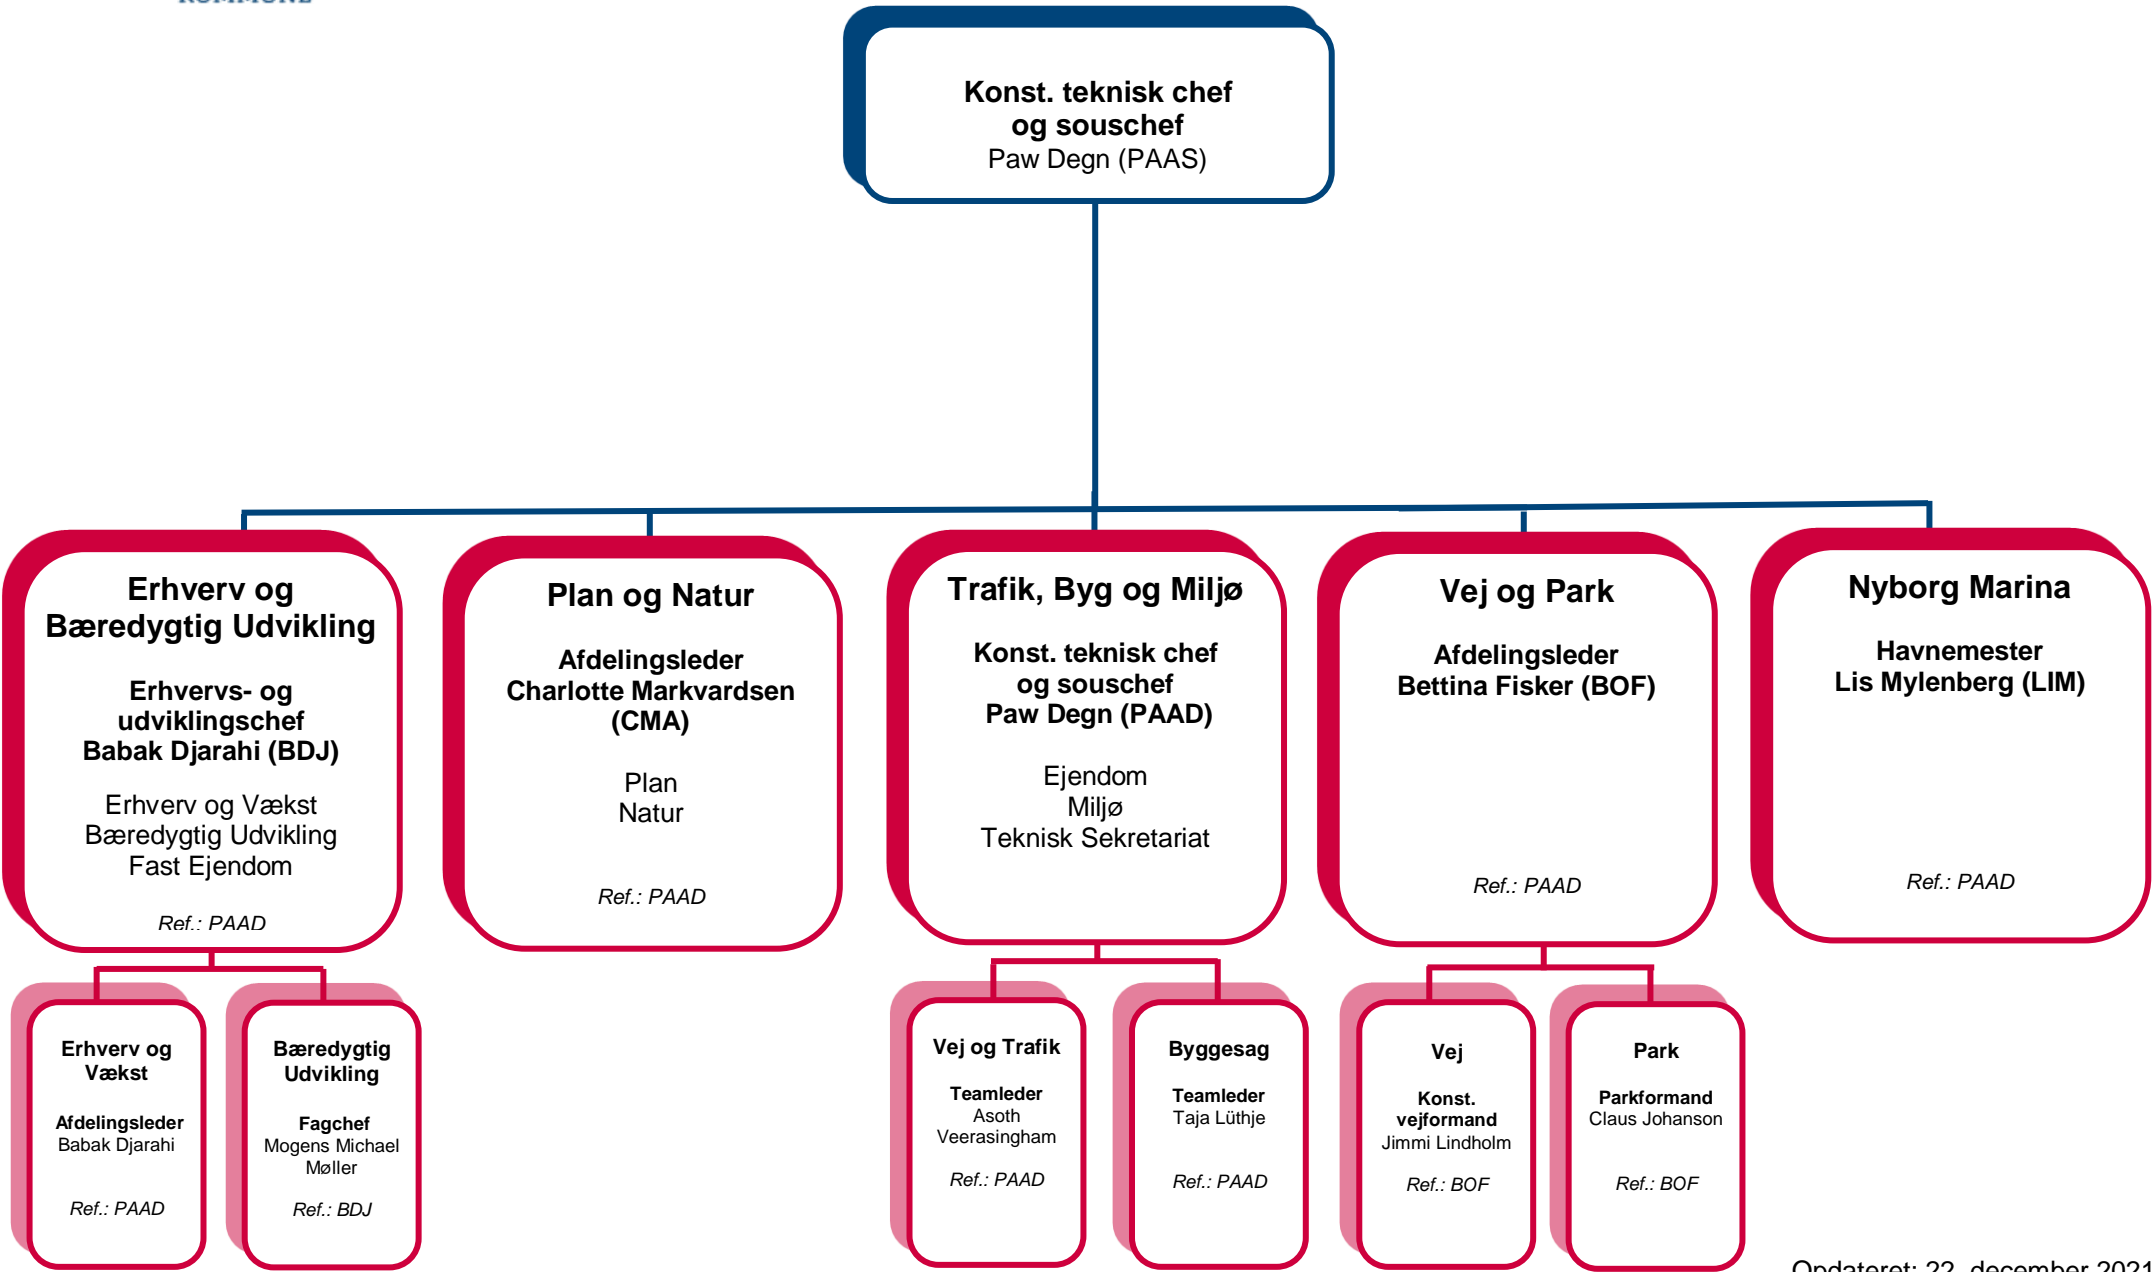 KOMMUNE
Konst. teknisk chef
og souschef
Paw Degn (PAAS)
Erhverv og
Bæredygtig Udvikling
Erhvervs- og
udviklingschef
Babak Djarahi (BDJ)
Erhverv og Vækst
Bæredygtig Udvikling
Fast Ejendom
Ref.: PAAD
Plan og Natur
Afdelingsleder
Charlotte Markvardsen
(CMA)
Plan
Natur
Ref.: PAAD
Trafik, Byg og Miljø
Konst. teknisk chef
og souschef
Paw Degn (PAAD)
Ejendom
Miljø
Teknisk Sekretariat
Vej og Park
Afdelingsleder
Bettina Fisker (BOF)
Ref.: PAAD
Nyborg Marina
Havnemester
Lis Mylenberg (LIM)
Ref.: PAAD
Erhverv og
Vækst
Afdelingsleder
Babak Djarahi
Ref.: PAAD
Bæredygtig
Udvikling
Fagchef
Mogens Michael
Møller
Ref.: BDJ
Vej og Trafik
Teamleder
Asoth
Veerasingham
Ref.: PAAD
Byggesag
Teamleder
Taja Lüthje
Ref.: PAAD
Vej
Konst.
vejformand
Jimmi Lindholm
Ref.: BOF
Park
Parkformand
Claus Johanson
Ref.: BOF
Opdateret: 22. december 2021